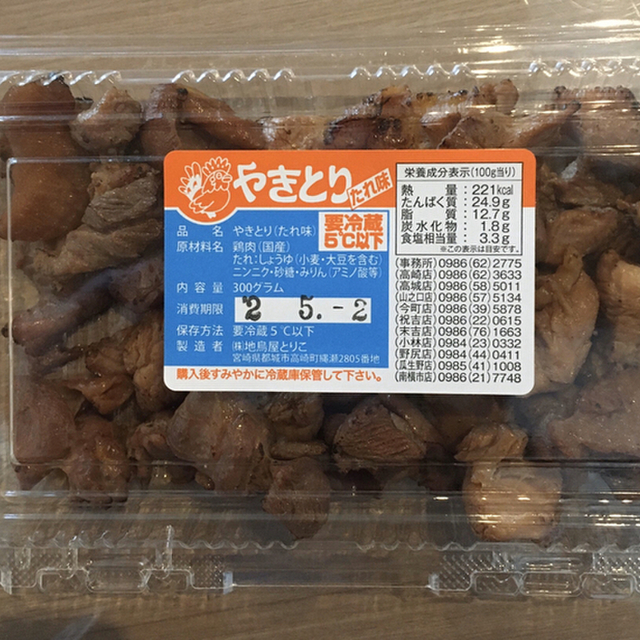 やきとり
たれ味
要冷蔵
5℃以下
品 名 やきとり(たれ味)
原材料名 鶏肉(国産)
たれ:しょうゆ(小麦・大豆を含む)
ニンニク・砂糖・みりん(アミノ酸等)
内容量 300グラム
消費期限 2 5.-2
保存方法 要冷蔵5℃以下
製造者 ㈱地鳥屋とりこ
宮崎県都城市高崎町縄瀬2805番地
購入後すみやかに冷蔵庫保管して下さい。
栄養成分表示(100g当り)
熱量:221kcal
たんぱく質:24.9g
脂質:12.7g
炭水化物:1.8g
食塩相当量:3.3g
※この表示は目安です。
(事務所)0986(62)2775
(高崎店)0986(62)3633
(高城店)0986(58)5011
(山之口店)0986(57)5134
(今町店)0986(39)5878
(祝吉店)0986(22)0615
(末吉店)0986(76)1663
(小林店)0984(23)0332
(野尻店)0984(44)0411
(瓜生野店)0985(41)1008
(南横市店)0986(21)7748